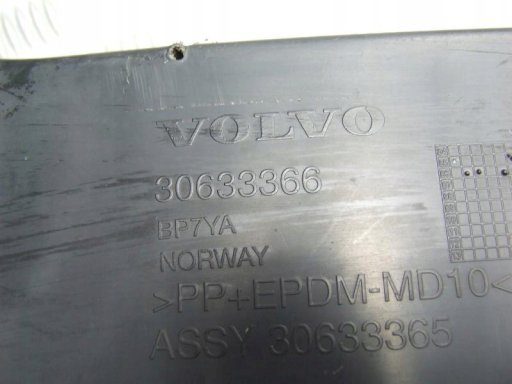 VOLVO
30633366
BP7YA
NORWAY
>PP+EPDM-MD10<
ASSY 30633365